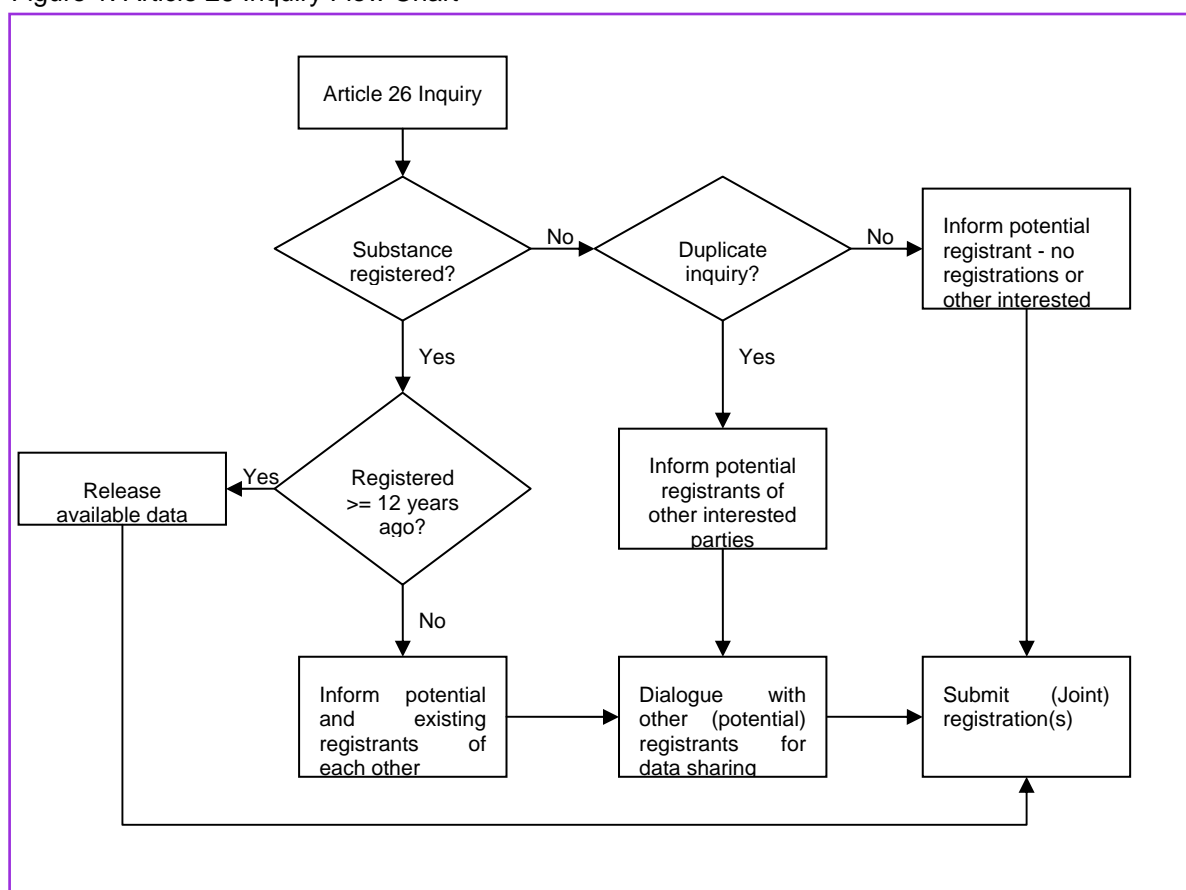 Article 26 Inquiry
Substance
registered?
No
Duplicate
inquiry?
No
Inform potential
registrant - no
registrations or
other interested
Yes
Yes
Release
available data
Yes
Registered
>= 12 years
ago?
Inform potential
registrants of
other interested
parties
No
Inform potential
and existing
registrants of
each other
Dialogue with
other (potential)
registrants for
data sharing
Submit (Joint)
registration(s)